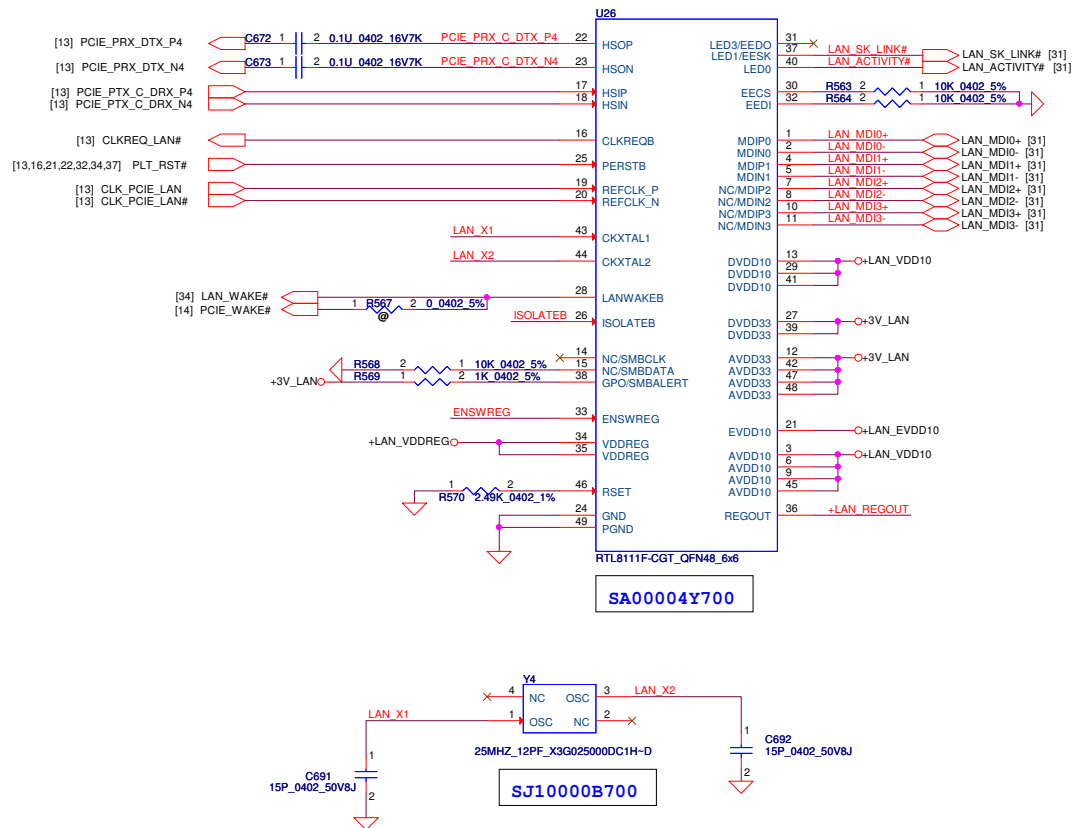 U26
[13] PCIE_PRX_DTX_P4 C672 1 2 0.1U_0402_16V7K PCIE_PRX_C_DTX_P4 22 HSOP
[13] PCIE_PRX_DTX_N4 C673 1 2 0.1U_0402_16V7K PCIE_PRX_C_DTX_N4 23 HSON
[13] PCIE_PTX_C_DRX_P4 17 HSIP
[13] PCIE_PTX_C_DRX_N4 18 HSIN
[13] CLKREQ_LAN# 16 CLKREQB
[13,16,21,22,32,34,37] PLT_RST# 25 PERSTB
[13] CLK_PCIE_LAN 19 REFCLK_P
[13] CLK_PCIE_LAN# 20 REFCLK_N
LAN_X1 43 CKXTAL1
LAN_X2 44 CKXTAL2
[34] LAN_WAKE# 28 LANWAKEB
[14] PCIE_WAKE# 1 R567 2 0_0402_5%
@
ISOLATEB 26 ISOLATEB
14 NC/SMBCLK
R568 2 1 10K_0402_5% 15 NC/SMBDATA
+3V_LAN R569 1 2 1K_0402_5% 38 GPO/SMBALERT
ENSWREG 33 ENSWREG
+LAN_VDDREG 34 VDDREG
35 VDDREG
1 R570 2 2.49K_0402_1% 46 RSET
24 GND
49 PGND
LED3/EEDO 31
LED1/EESK 37 LAN_SK_LINK# LAN_SK_LINK# [31]
LED0 40 LAN_ACTIVITY# LAN_ACTIVITY# [31]
EECS 30 R563 2 1 10K_0402_5%
EEDI 32 R564 2 1 10K_0402_5%
MDIP0 1 LAN_MDI0+ LAN_MDI0+ [31]
MDIN0 2 LAN_MDI0- LAN_MDI0- [31]
MDIP1 4 LAN_MDI1+ LAN_MDI1+ [31]
MDIN1 5 LAN_MDI1- LAN_MDI1- [31]
NC/MDIP2 7 LAN_MDI2+ LAN_MDI2+ [31]
NC/MDIN2 8 LAN_MDI2- LAN_MDI2- [31]
NC/MDIP3 10 LAN_MDI3+ LAN_MDI3+ [31]
NC/MDIN3 11 LAN_MDI3- LAN_MDI3- [31]
DVDD10 13 +LAN_VDD10
DVDD10 29
DVDD10 41
DVDD33 27 +3V_LAN
DVDD33 39
AVDD33 12 +3V_LAN
AVDD33 42
AVDD33 47
AVDD33 48
EVDD10 21 +LAN_EVDD10
AVDD10 3 +LAN_VDD10
AVDD10 6
AVDD10 9
AVDD10 45
REGOUT 36 +LAN_REGOUT
RTL8111F-CGT_QFN48_6x6
SA00004Y700
Y4
4 NC OSC 3 LAN_X2
LAN_X1 1 OSC NC 2
25MHZ_12PF_X3G025000DC1H~D
SJ10000B700
1
C691
15P_0402_50V8J
2
1
C692
15P_0402_50V8J
2